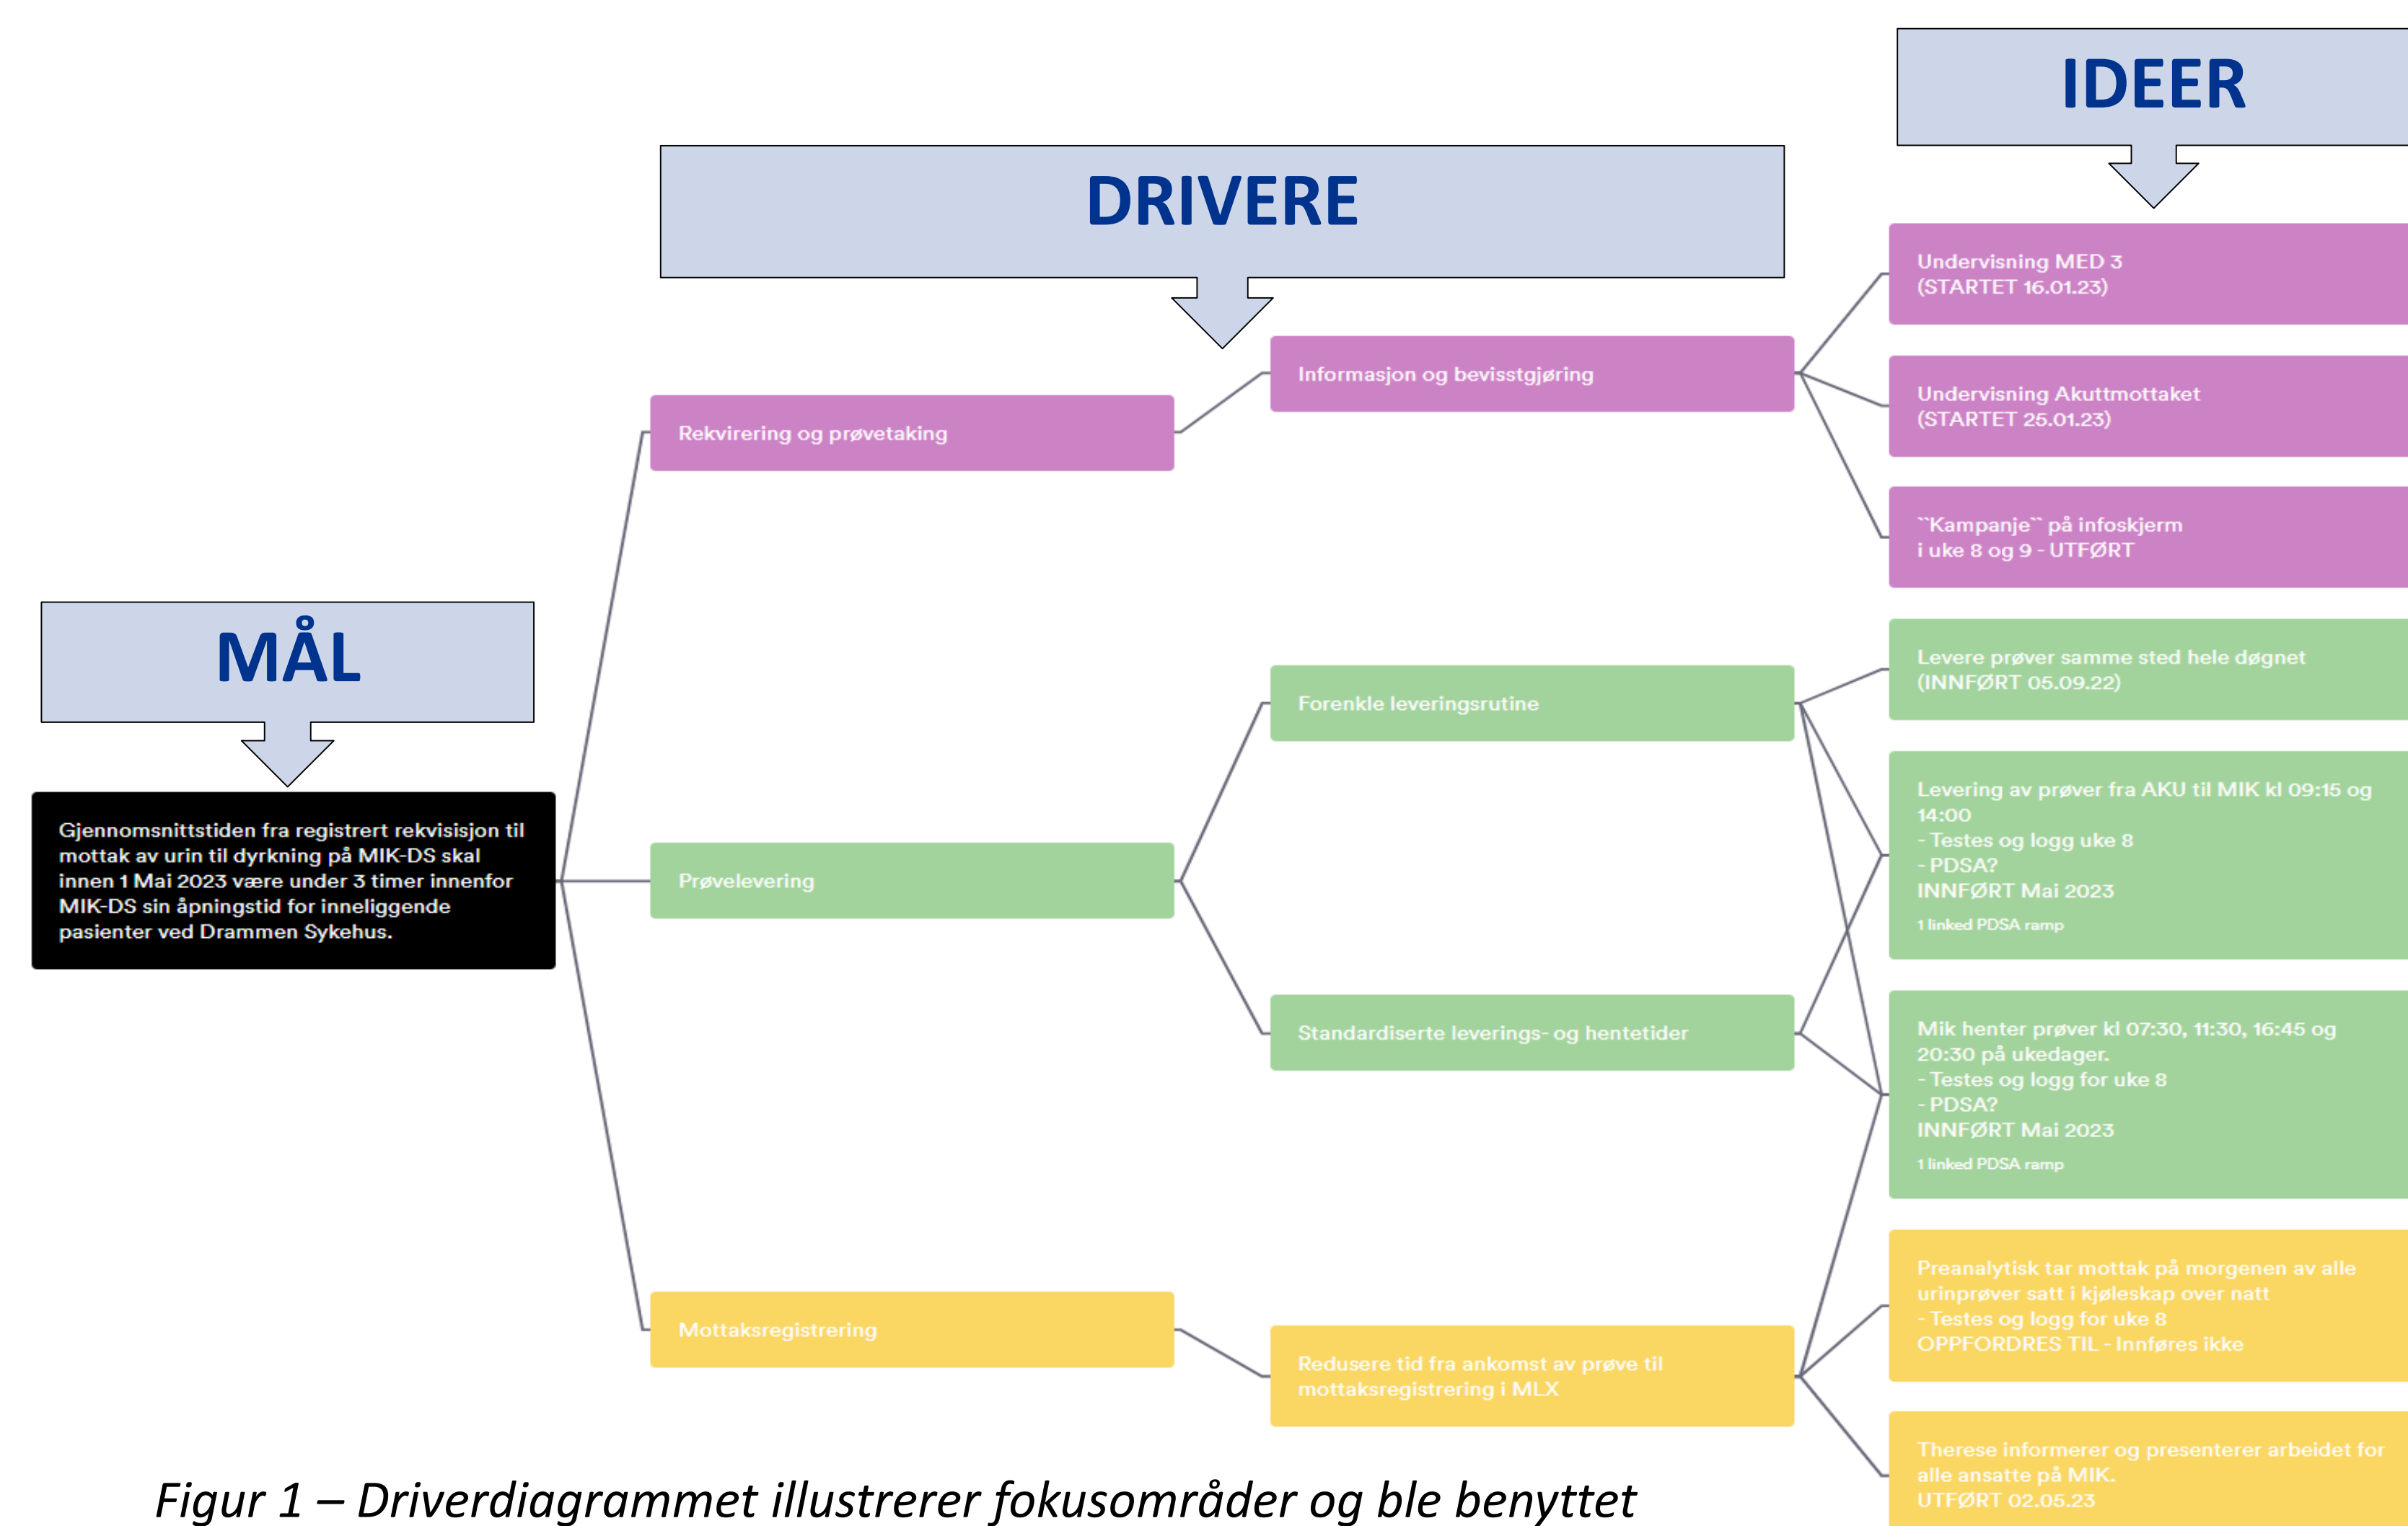 IDEER
DRIVERE
MÅL
Gjennomsnittstiden fra registrert rekvisisjon til
mottak av urin til dyrkning på MIK-DS skal
innen 1 Mai 2023 være under 3 timer innenfor
MIK-DS sin åpningstid for inneliggende
pasienter ved Drammen Sykehus.
Rekvirering og prøvetaking
Prøvelevering
Mottaksregistrering
Informasjon og bevisstgjøring
Forenkle leveringsrutine
Standardiserte leverings- og hentetider
Redusere tid fra ankomst av prøve til
mottaksregistrering i MLX
Undervisning MED 3
(STARTET 16.01.23)
Undervisning Akuttmottaket
(STARTET 25.01.23)
``Kampanje`` på infoskjerm
i uke 8 og 9 - UTFØRT
Levere prøver samme sted hele døgnet
(INNFØRT 05.09.22)
Levering av prøver fra AKU til MIK kl 09:15 og
14:00
- Testes og logg uke 8
- PDSA?
INNFØRT Mai 2023
1 linked PDSA ramp
Mik henter prøver kl 07:30, 11:30, 16:45 og
20:30 på ukedager.
- Testes og logg for uke 8
- PDSA?
INNFØRT Mai 2023
1 linked PDSA ramp
Preanalytisk tar mottak på morgenen av alle
urinprøver satt i kjøleskap over natt
- Testes og logg for uke 8
OPPFORDRES TIL - Innføres ikke
Therese informerer og presenterer arbeidet for
alle ansatte på MIK.
UTFØRT 02.05.23
Figur 1 – Driverdiagrammet illustrerer fokusområder og ble benyttet